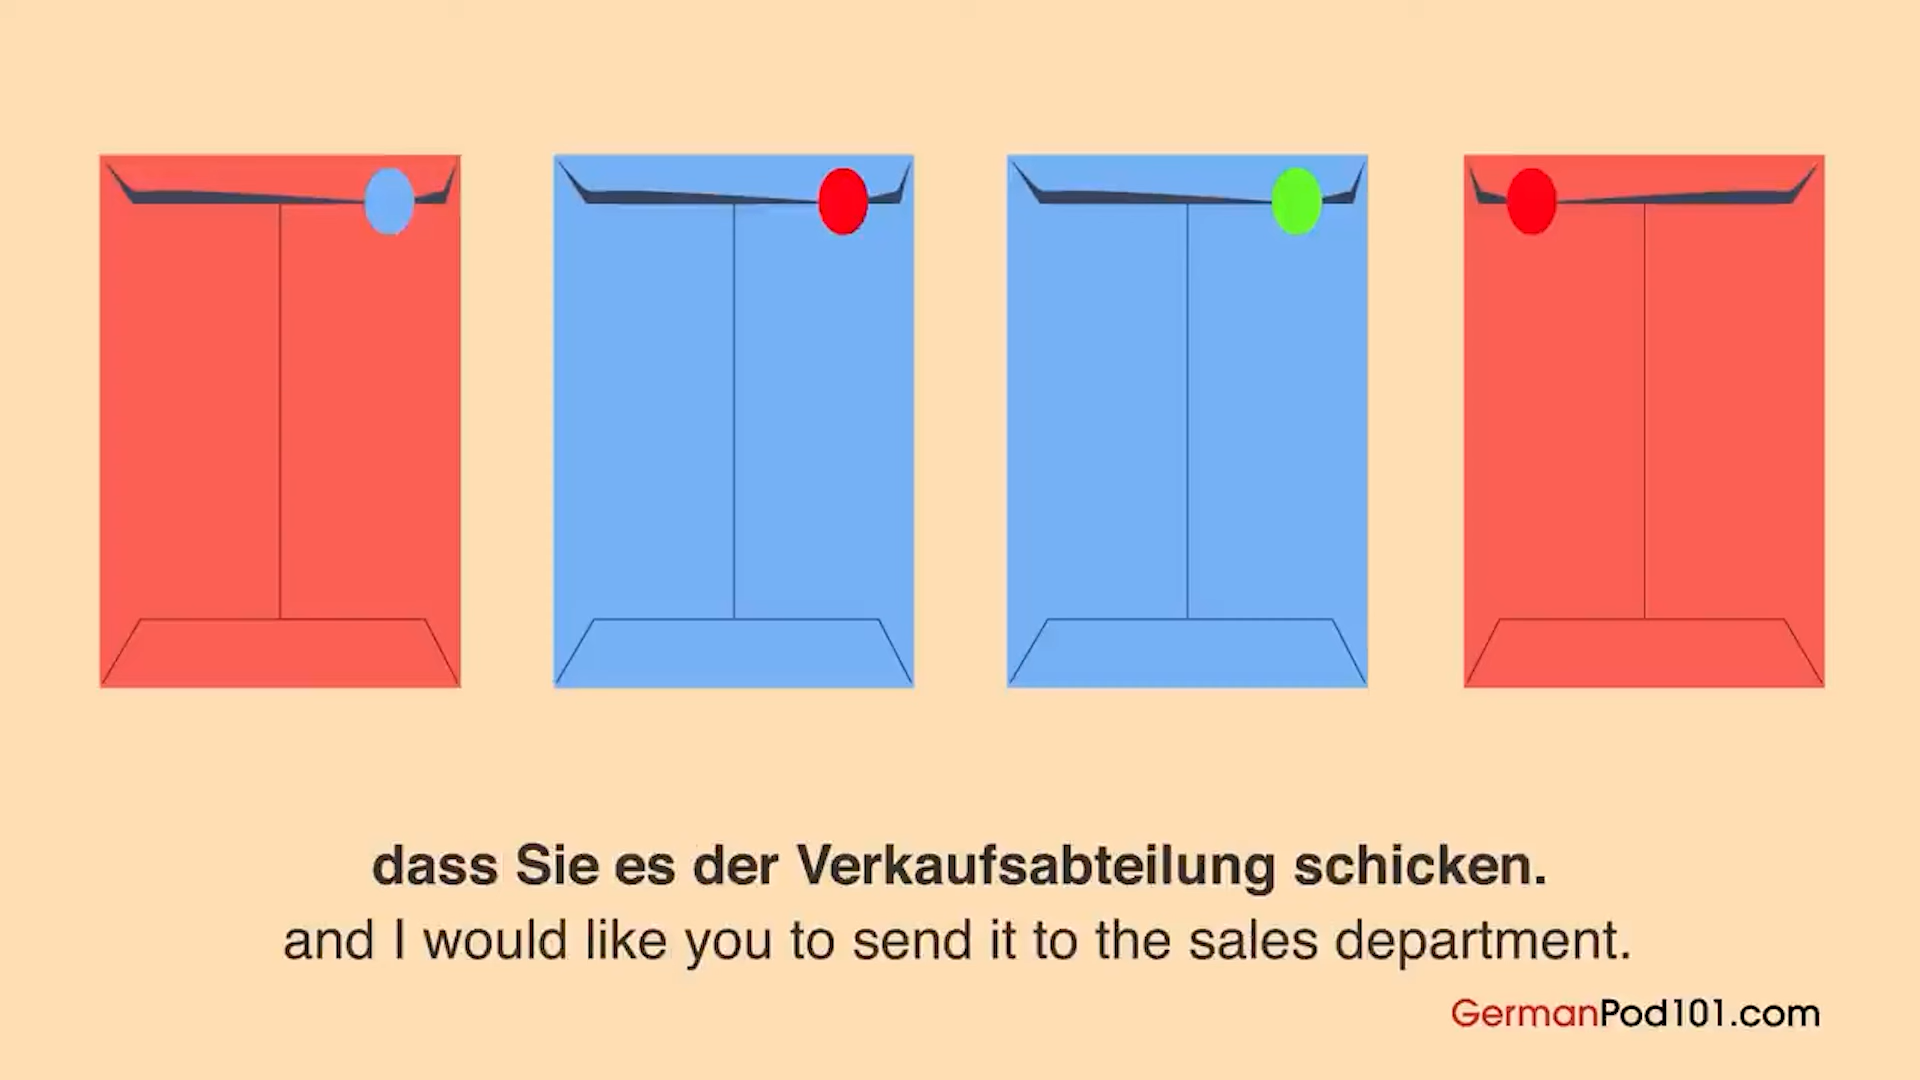 dass Sie es der Verkaufsabteilung schicken.
and I would like you to send it to the sales department.
GermanPod101.com